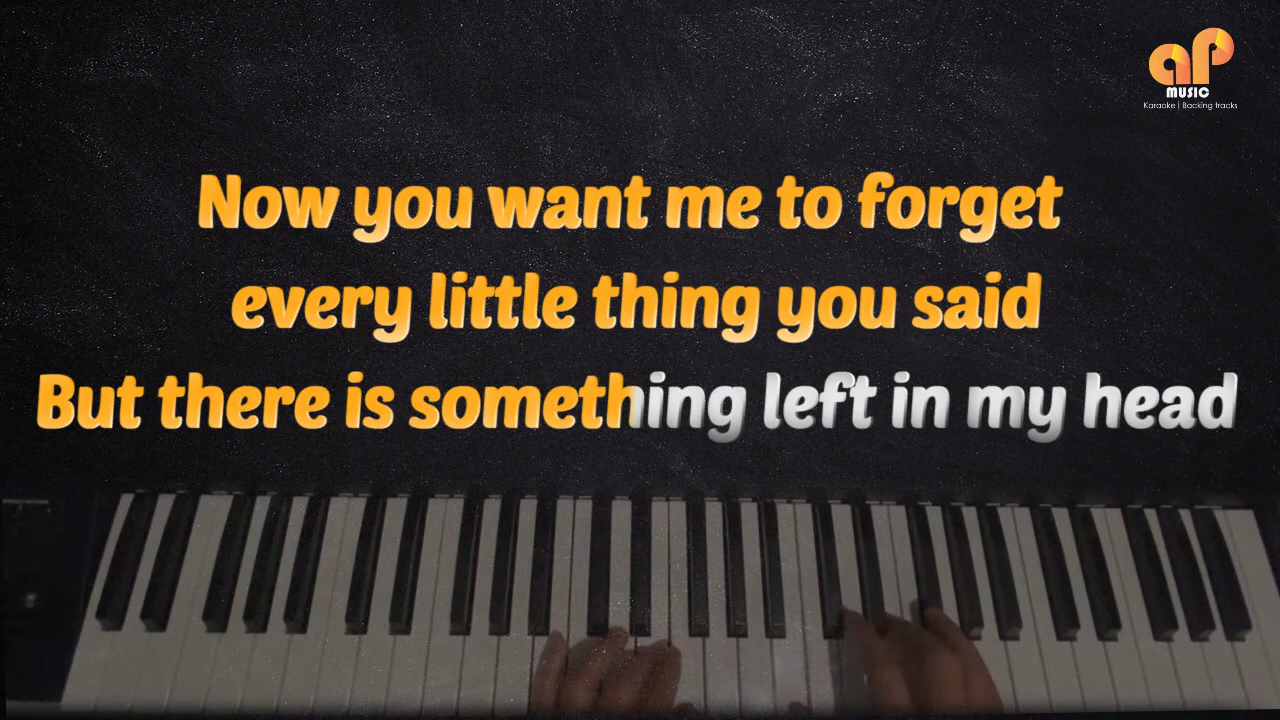 ap
MUSIC
Karaoke | Backing tracks
Now you want me to forget
every little thing you said
But there is something left in my head